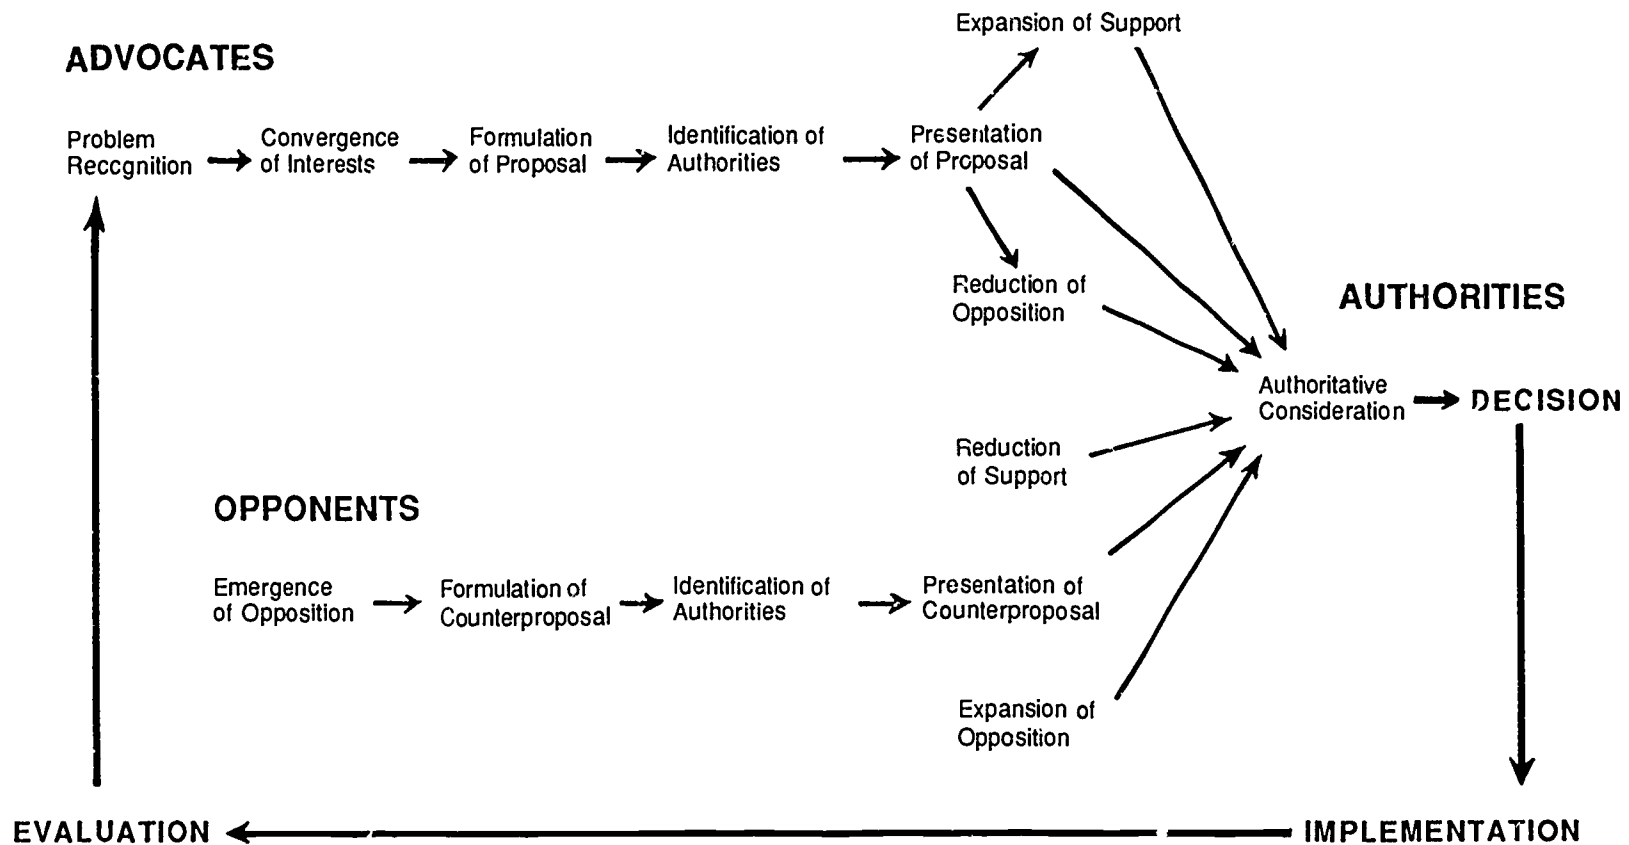 Expansion of Support
ADVOCATES
Problem
Recognition
Convergence
of Interests
Formulation
of Proposal
Identification of
Authorities
Presentation
of Proposal
Reduction of
Opposition
AUTHORITIES
Authoritative
Consideration
DECISION
Reduction
of Support
OPPONENTS
Emergence
of Opposition
Formulation of
Counterproposal
Identification of
Authorities
Presentation of
Counterproposal
Expansion of
Opposition
EVALUATION
IMPLEMENTATION